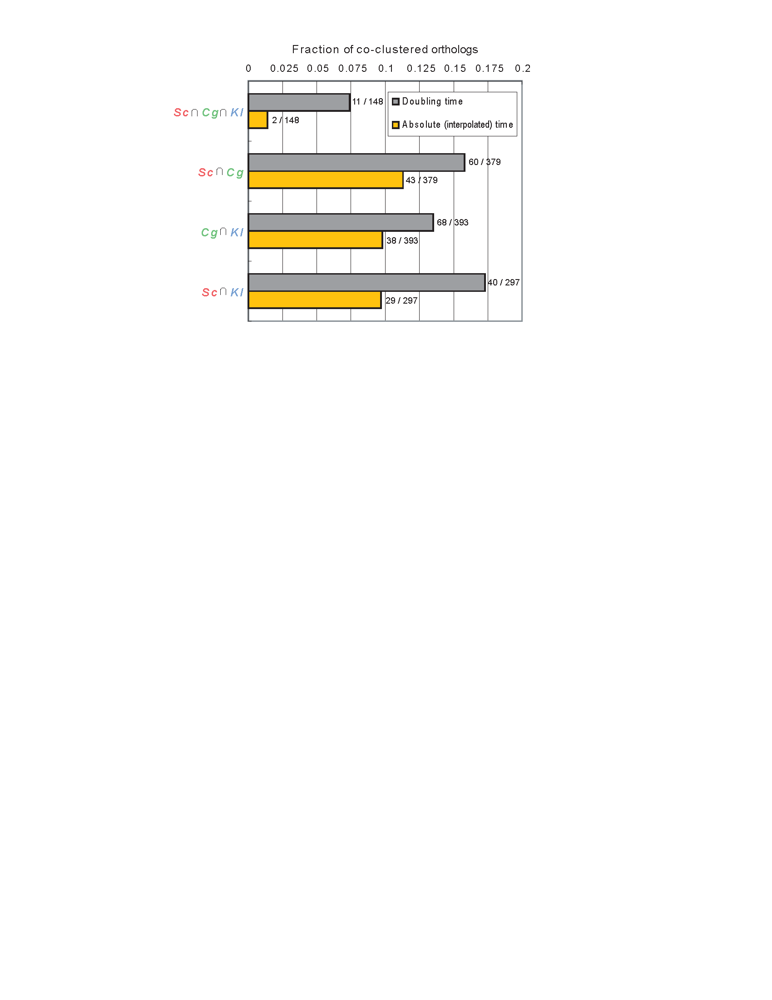 Fraction of co-clustered orthologs
0 0.025 0.05 0.075 0.1 0.125 0.15 0.175 0.2
Sc∩ Cg∩ Kl
11 / 148
2 / 148
Doubling time
Absolute (interpolated) time
Sc∩ Cg
60 / 379
43 / 379
Cg∩ Kl
68 / 393
38 / 393
Sc∩ Kl
40 / 297
29 / 297